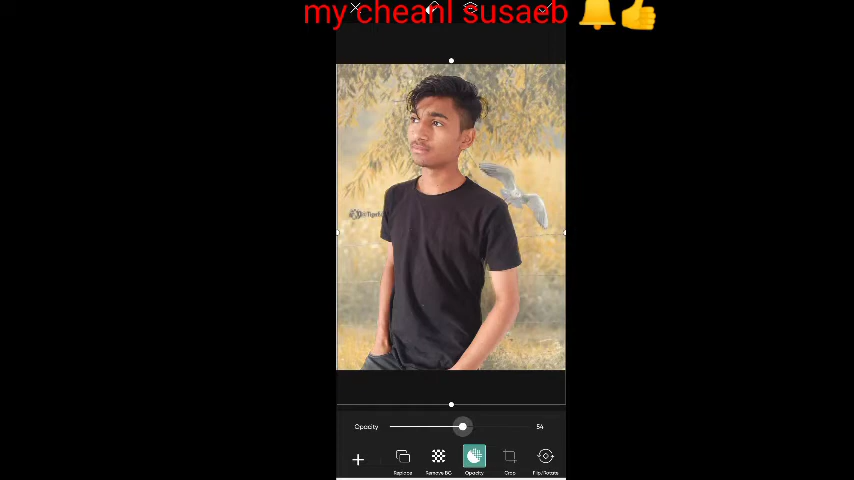 my cheanl susaeb 🔔👍
Opacity 54
Replace Remove BG Opacity Crop Flip/Rotate